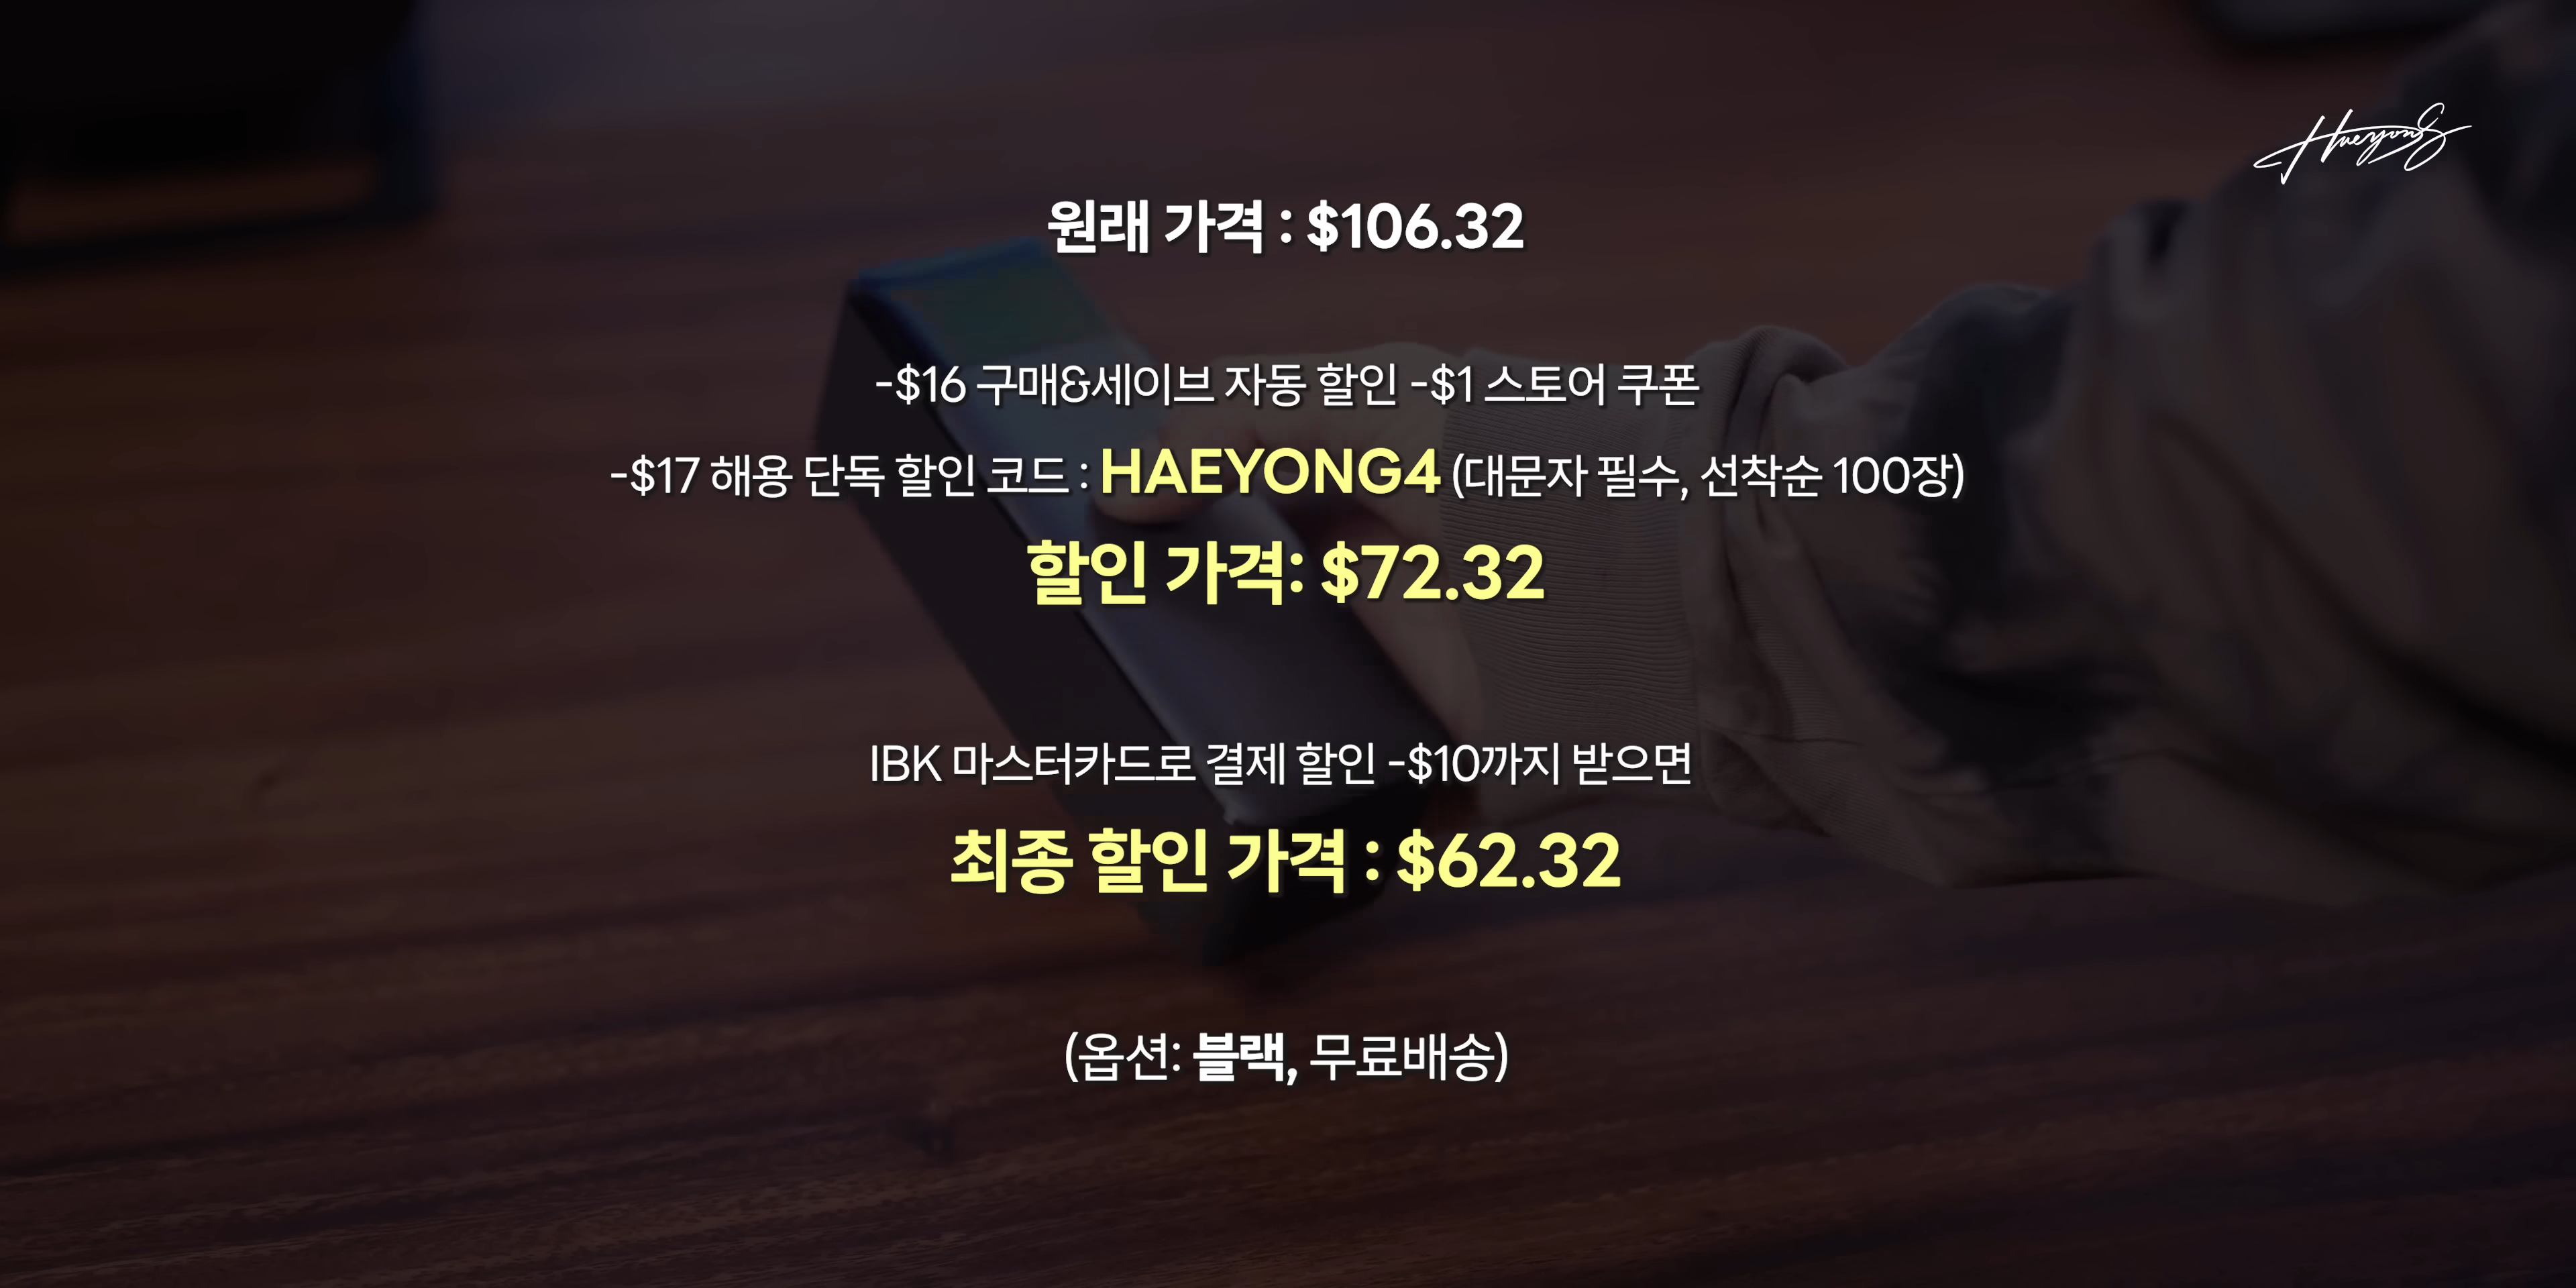 Haeyong
원래 가격 : $106.32
-$16 구매&세이브 자동 할인 -$1 스토어 쿠폰
-$17 해용 단독 할인 코드 : HAEYONG4 (대문자 필수, 선착순 100장)
할인 가격: $72.32
IBK 마스터카드로 결제 할인 -$10까지 받으면
최종 할인 가격 : $62.32
(옵션: 블랙, 무료배송)